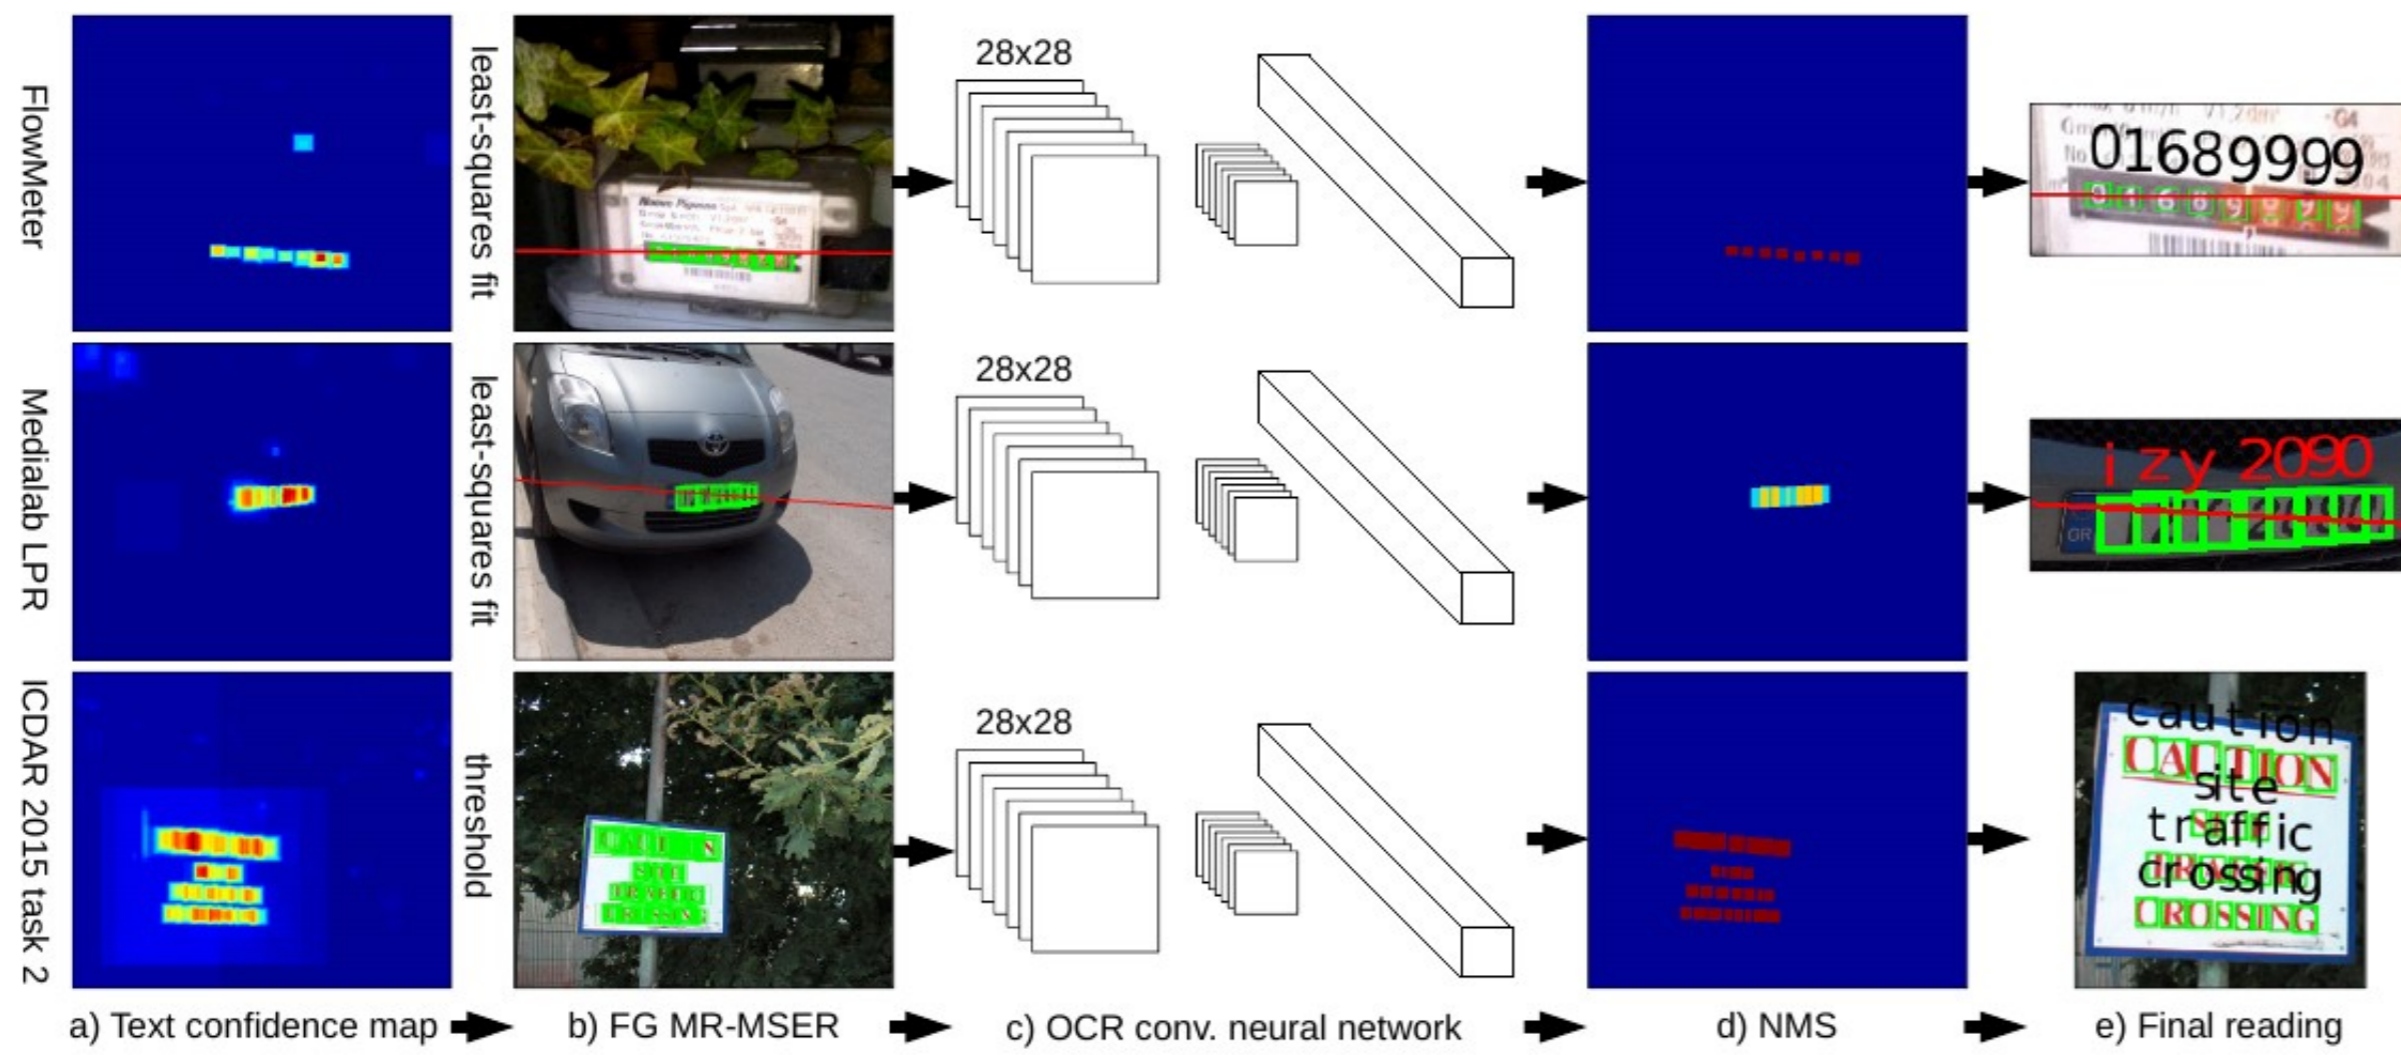 FlowMeter
least-squares fit
28x28
01689999
Medialab LPR
least-squares fit
28x28
i zy 2090
GR
ICDAR 2015 task 2
threshold
28x28
caution
CAUTION
site
traffic
crossing
CROSSING
a) Text confidence map
b) FG MR-MSER
c) OCR conv. neural network
d) NMS
e) Final reading